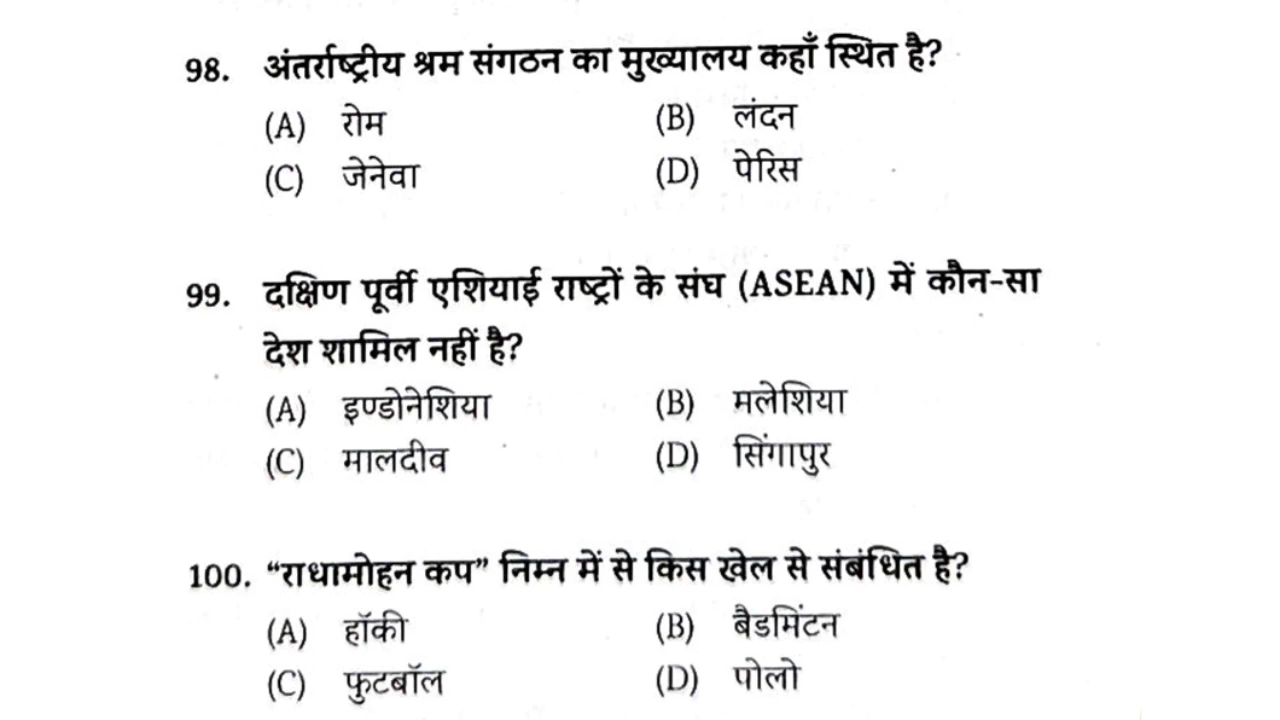 98. अंतर्राष्ट्रीय श्रम संगठन का मुख्यालय कहाँ स्थित है?
(A) रोम (B) लंदन
(C) जेनेवा (D) पेरिस
99. दक्षिण पूर्वी एशियाई राष्ट्रों के संघ (ASEAN) में कौन-सा
देश शामिल नहीं है?
(A) इण्डोनेशिया (B) मलेशिया
(C) मालदीव (D) सिंगापुर
100. “राधामोहन कप” निम्न में से किस खेल से संबंधित है?
(A) हॉकी (B) बैडमिंटन
(C) फुटबॉल (D) पोलो